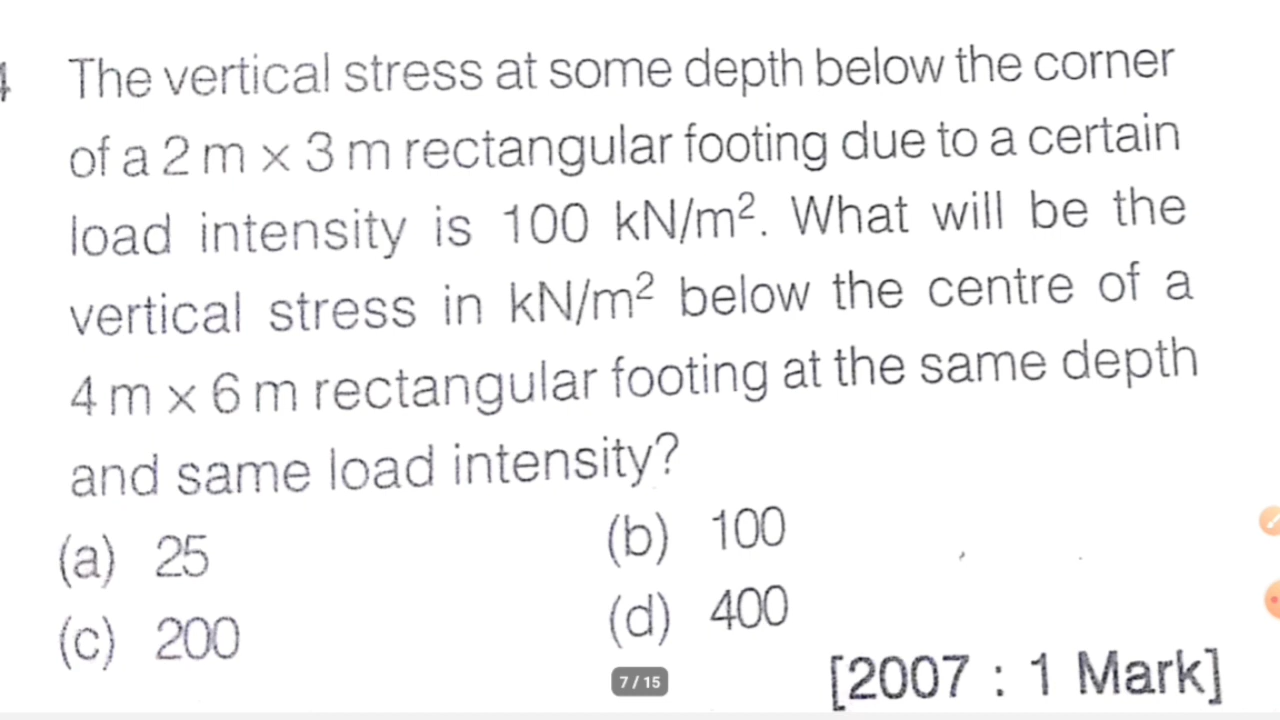 The vertical stress at some depth below the corner
of a 2 m × 3 m rectangular footing due to a certain
load intensity is 100 kN/m². What will be the
vertical stress in kN/m² below the centre of a
4 m × 6 m rectangular footing at the same depth
and same load intensity?
(a) 25 (b) 100
(c) 200 (d) 400
7 / 15
[2007 : 1 Mark]